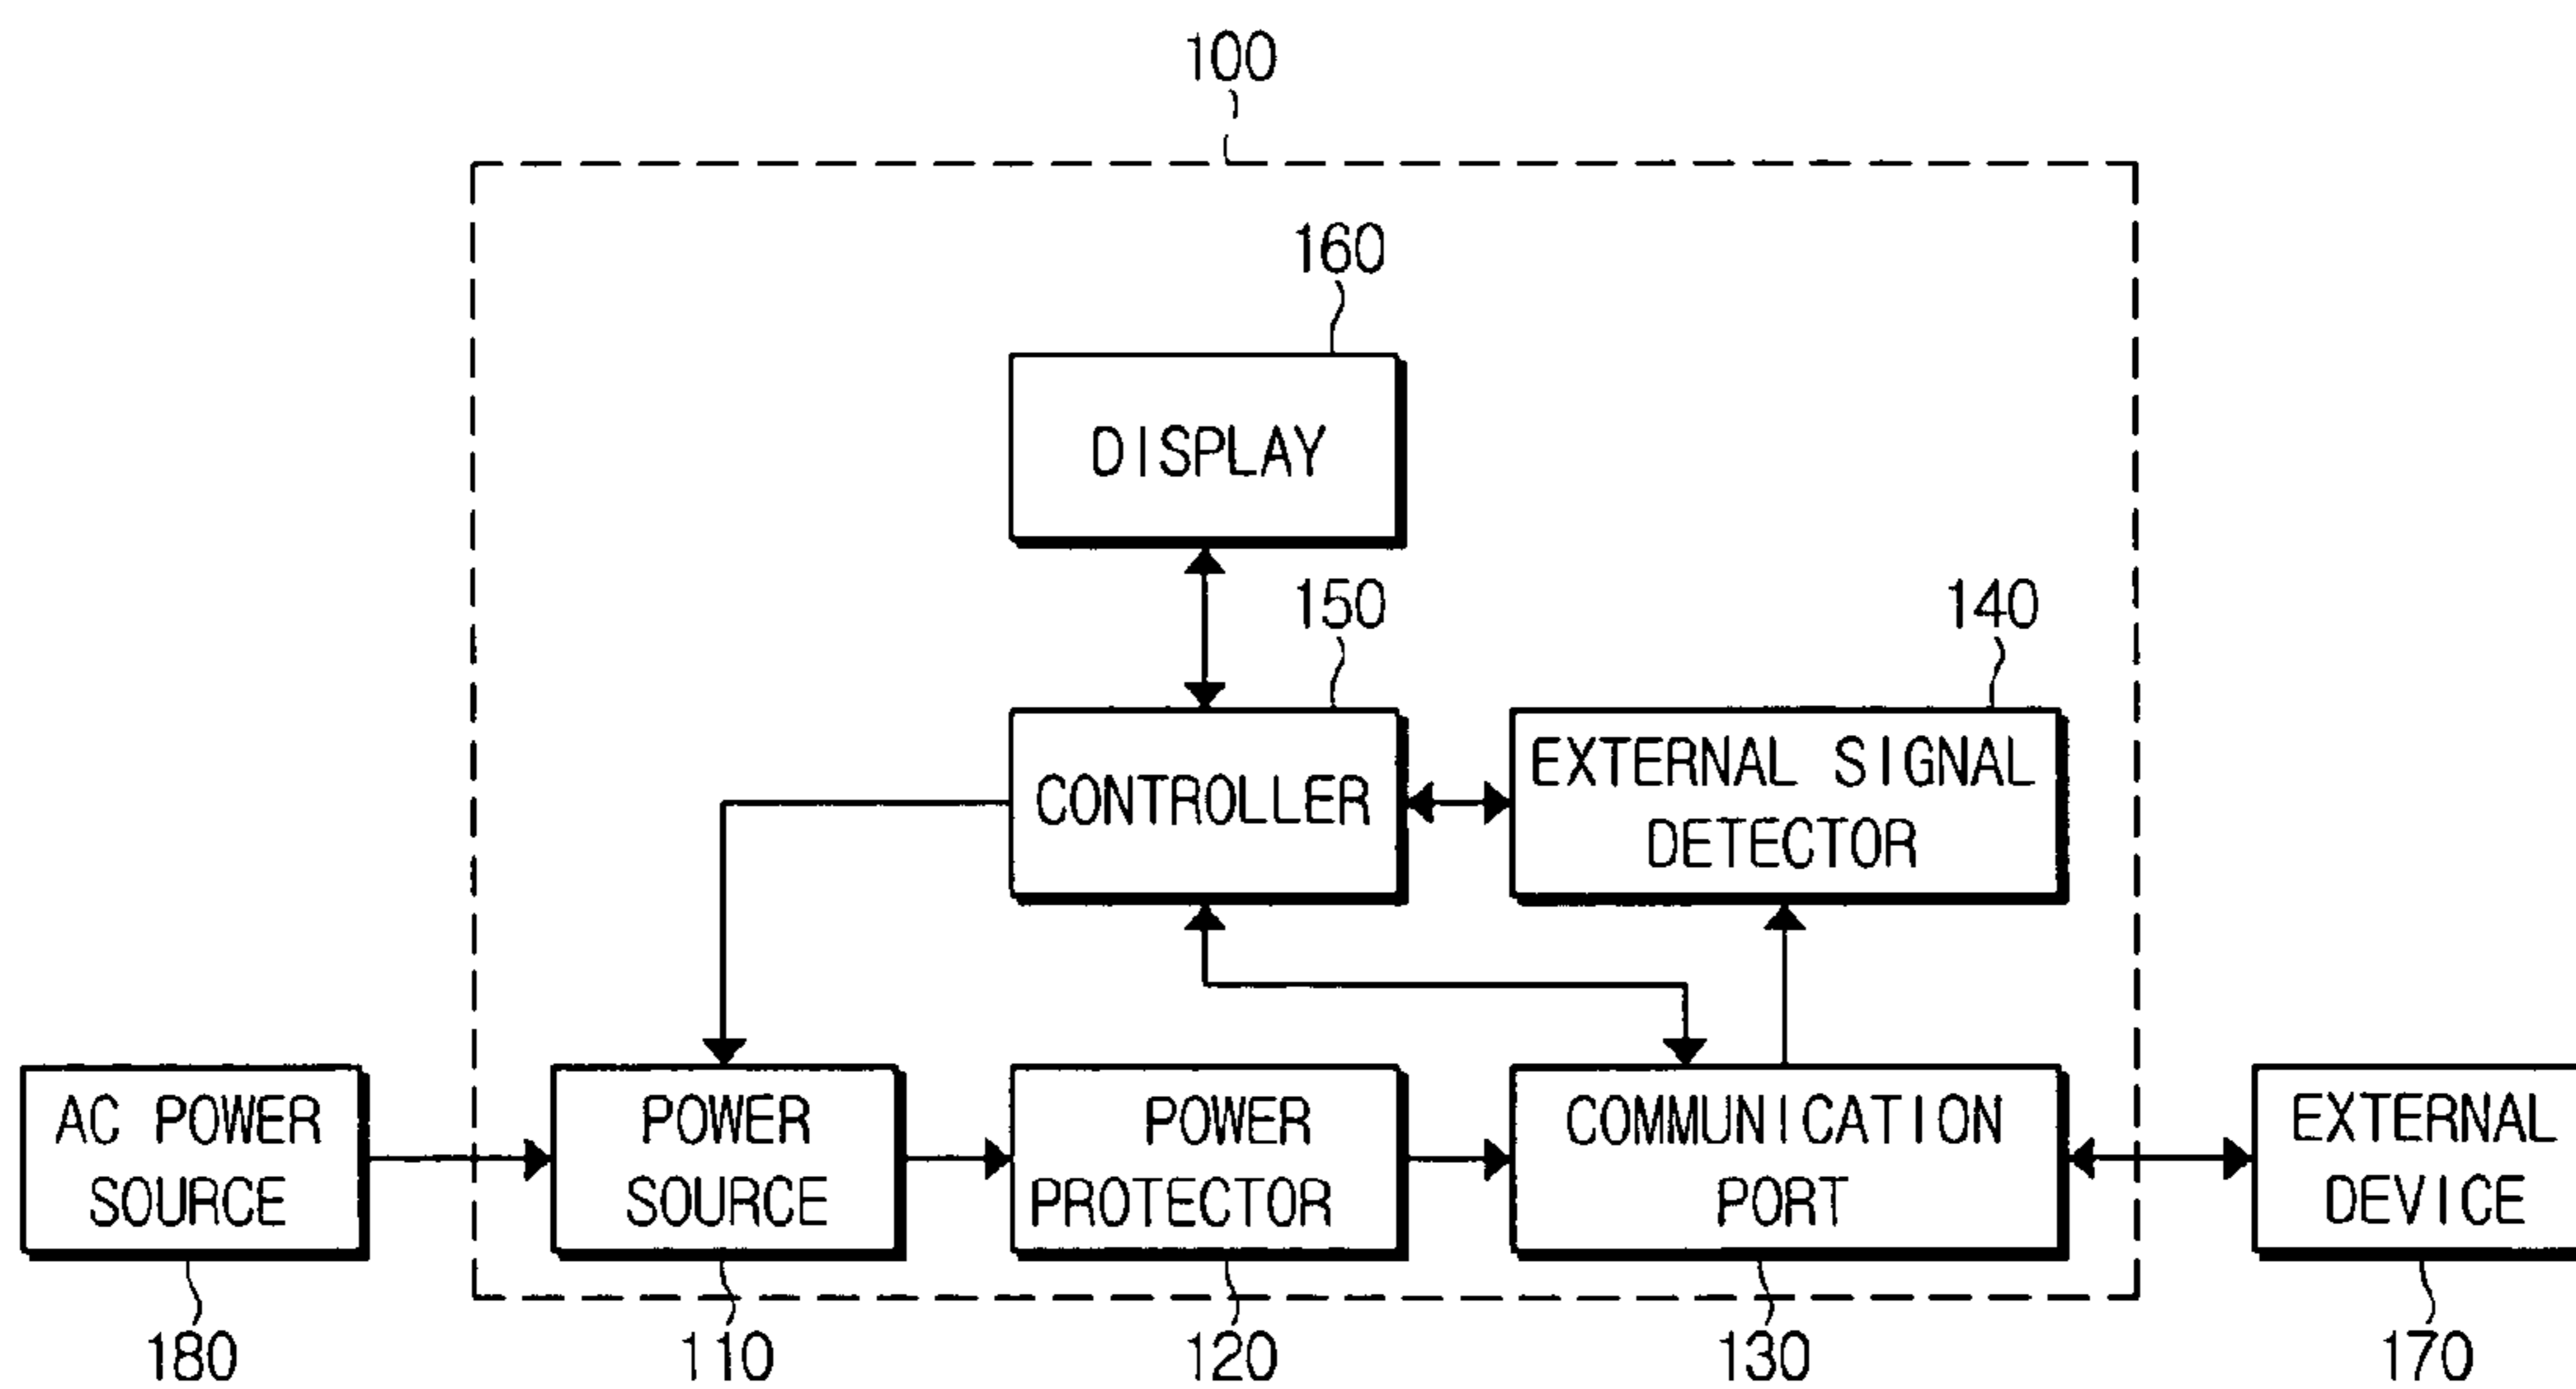 100
160
DISPLAY
150
140
CONTROLLER
EXTERNAL SIGNAL
DETECTOR
AC POWER
SOURCE
POWER
SOURCE
POWER
PROTECTOR
COMMUNICATION
PORT
EXTERNAL
DEVICE
180
110
120
130
170